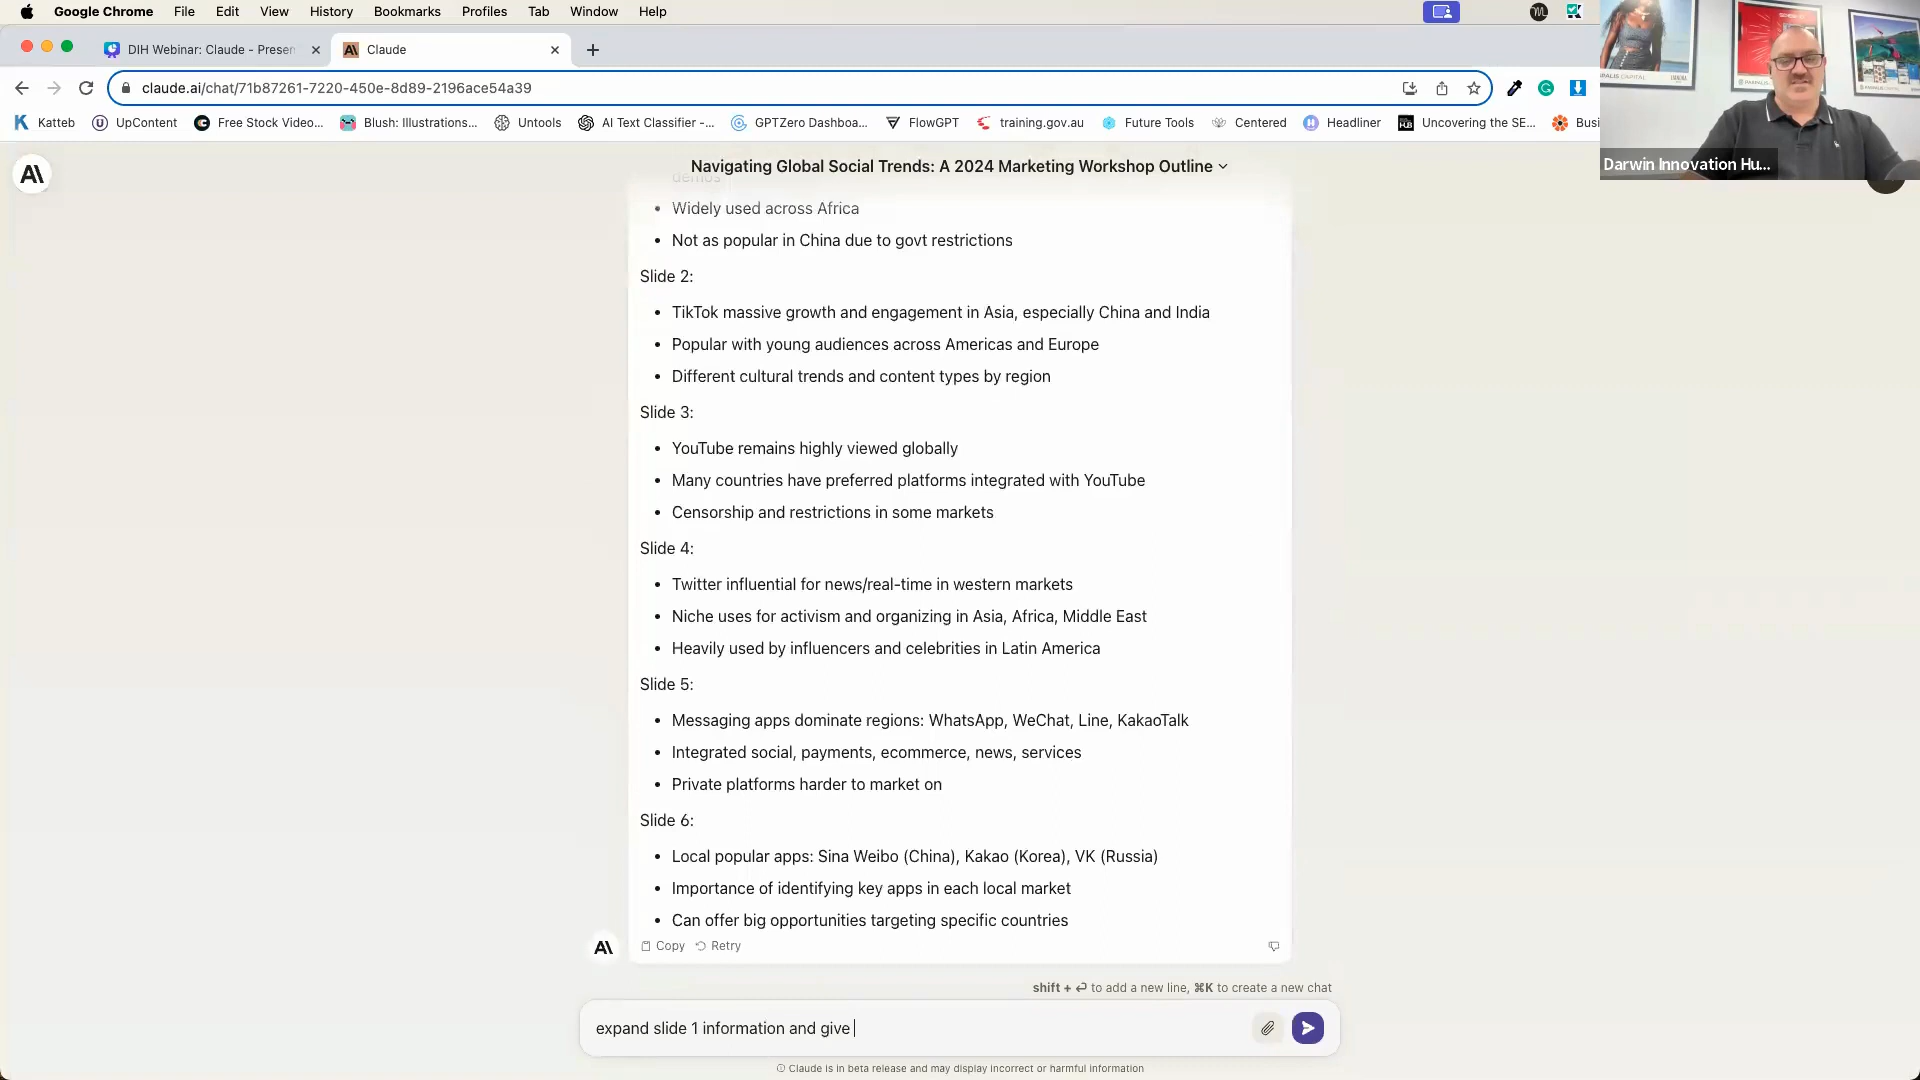 Google Chrome File Edit View History Bookmarks Profiles Tab Window Help
DIH Webinar: Claude - Presen
Claude
claude.ai/chat/71b87261-7220-450e-8d89-2196ace54a39
Katteb UpContent Free Stock Video... Blush: Illustrations... Untools AI Text Classifier -... GPTZero Dashboa... FlowGPT training.gov.au Future Tools Centered Headliner Uncovering the SE... Busi
Darwin Innovation Hu...
Navigating Global Social Trends: A 2024 Marketing Workshop Outline
demos
• Widely used across Africa
• Not as popular in China due to govt restrictions
Slide 2:
• TikTok massive growth and engagement in Asia, especially China and India
• Popular with young audiences across Americas and Europe
• Different cultural trends and content types by region
Slide 3:
• YouTube remains highly viewed globally
• Many countries have preferred platforms integrated with YouTube
• Censorship and restrictions in some markets
Slide 4:
• Twitter influential for news/real-time in western markets
• Niche uses for activism and organizing in Asia, Africa, Middle East
• Heavily used by influencers and celebrities in Latin America
Slide 5:
• Messaging apps dominate regions: WhatsApp, WeChat, Line, KakaoTalk
• Integrated social, payments, ecommerce, news, services
• Private platforms harder to market on
Slide 6:
• Local popular apps: Sina Weibo (China), Kakao (Korea), VK (Russia)
• Importance of identifying key apps in each local market
• Can offer big opportunities targeting specific countries
Copy Retry
shift + ⏎ to add a new line, ⌘K to create a new chat
expand slide 1 information and give
Claude is in beta release and may display incorrect or harmful information